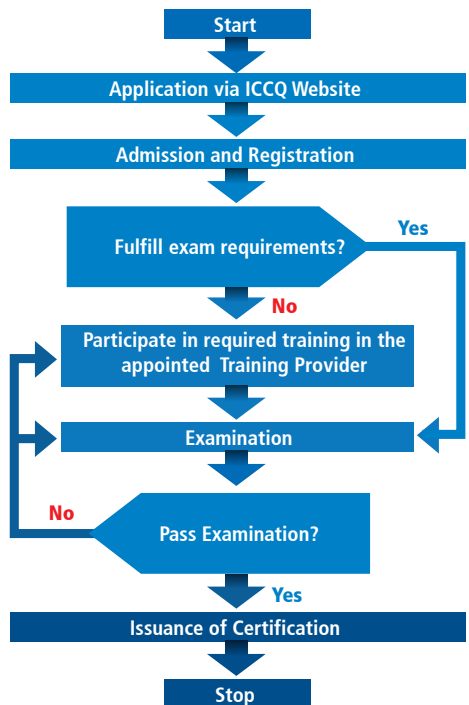 Start
Application via ICCQ Website
Admission and Registration
Fulfill exam requirements?
Yes
No
Participate in required training in the
appointed Training Provider
Examination
No
Pass Examination?
Yes
Issuance of Certification
Stop